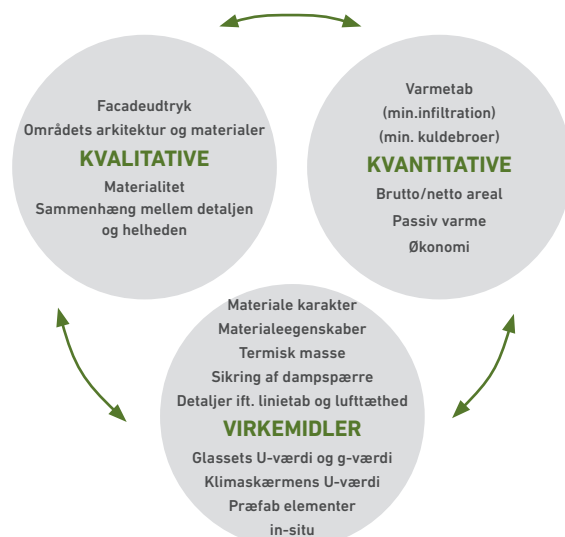 Facadeudtryk
Områdets arkitektur og materialer
KVALITATIVE
Materialitet
Sammenhæng mellem detaljen
og helheden
Varmetab
(min.infiltration)
(min. kuldebroer)
KVANTITATIVE
Brutto/netto areal
Passiv varme
Økonomi
Materiale karakter
Materialeegenskaber
Termisk masse
Sikring af dampspærre
Detaljer ift. linietab og lufttæthed
VIRKEMIDLER
Glassets U-værdi og g-værdi
Klimaskærmens U-værdi
Præfab elementer
in-situ